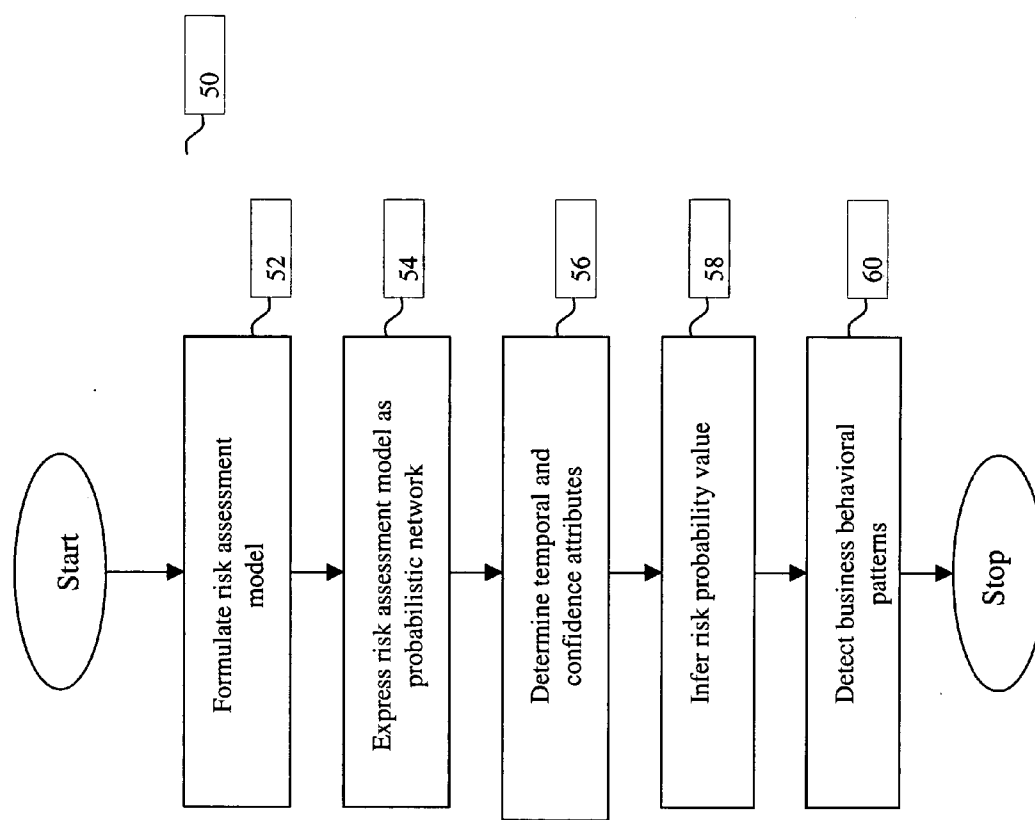 50
Start
Formulate risk assessment
model
52
Express risk assessment model as
probabilistic network
54
Determine temporal and
confidence attributes
56
Infer risk probability value
58
Detect business behavioral
patterns
60
Stop